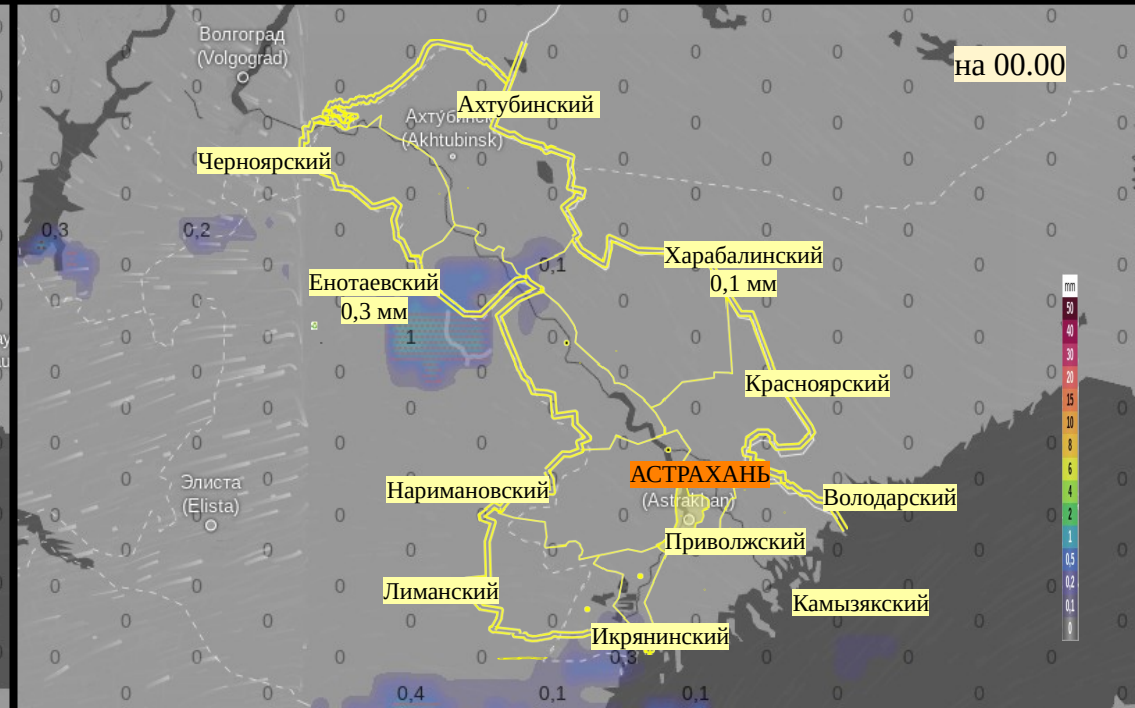 Волгоград
(Volgograd)
на 00.00
Ахтубинский
Ахтубинск
(Akhtubinsk)
Черноярский
0,3
0,2
0,1
Харабалинский
0,1 мм
Енотаевский
0,3 мм
1
mm
50
40
30
20
15
10
8
6
4
2
1
0,5
0,2
0,1
0
Красноярский
АСТРАХАНЬ
(Astrakhan)
Элиста
(Elista)
Наримановский
Володарский
Приволжский
Лиманский
Камызякский
Икрянинский
0,3
0,4
0,1
0,1